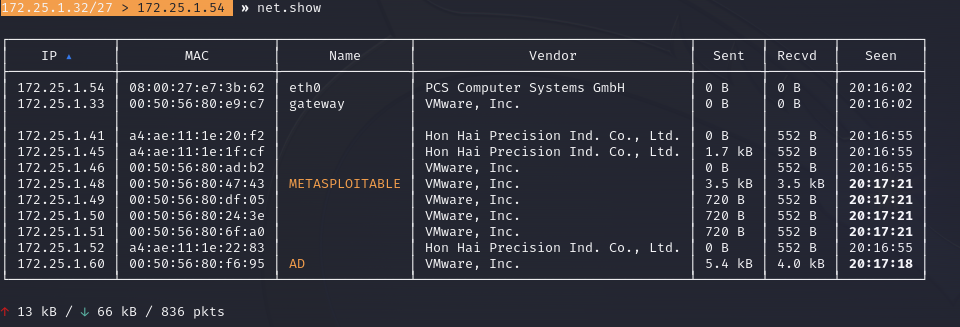 172.25.1.32/27 > 172.25.1.54 » net.show
IP ▴ MAC Name Vendor Sent Recvd Seen
172.25.1.54 08:00:27:e7:3b:62 eth0 PCS Computer Systems GmbH 0 B 0 B 20:16:02
172.25.1.33 00:50:56:80:e9:c7 gateway VMware, Inc. 0 B 0 B 20:16:02
172.25.1.41 a4:ae:11:1e:20:f2 Hon Hai Precision Ind. Co., Ltd. 0 B 552 B 20:16:55
172.25.1.45 a4:ae:11:1e:1f:cf Hon Hai Precision Ind. Co., Ltd. 1.7 kB 552 B 20:16:55
172.25.1.46 00:50:56:80:ad:b2 VMware, Inc. 0 B 552 B 20:16:55
172.25.1.48 00:50:56:80:47:43 METASPLOITABLE VMware, Inc. 3.5 kB 3.5 kB 20:17:21
172.25.1.49 00:50:56:80:df:05 VMware, Inc. 720 B 552 B 20:17:21
172.25.1.50 00:50:56:80:24:3e VMware, Inc. 720 B 552 B 20:17:21
172.25.1.51 00:50:56:80:6f:a0 VMware, Inc. 720 B 552 B 20:17:21
172.25.1.52 a4:ae:11:1e:22:83 Hon Hai Precision Ind. Co., Ltd. 0 B 552 B 20:16:55
172.25.1.60 00:50:56:80:f6:95 AD VMware, Inc. 5.4 kB 4.0 kB 20:17:18
↑ 13 kB / ↓ 66 kB / 836 pkts